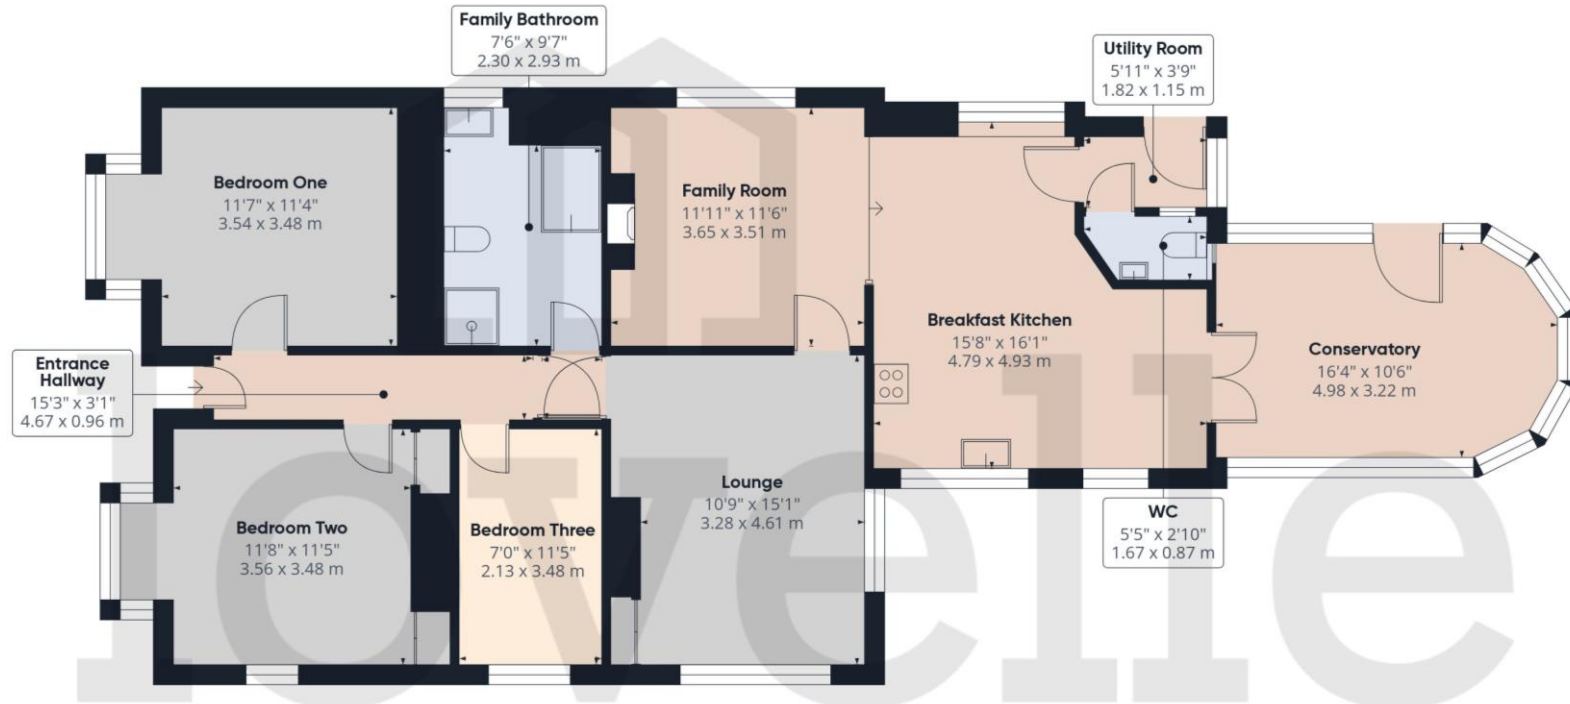 Family Bathroom
7'6" x 9'7"
2.30 x 2.93 m
Utility Room
5'11" x 3'9"
1.82 x 1.15 m
Bedroom One
11'7" x 11'4"
3.54 x 3.48 m
Family Room
11'11" x 11'6"
3.65 x 3.51 m
Breakfast Kitchen
15'8" x 16'1"
4.79 x 4.93 m
Conservatory
16'4" x 10'6"
4.98 x 3.22 m
Entrance
Hallway
15'3" x 3'1"
4.67 x 0.96 m
Bedroom Two
11'8" x 11'5"
3.56 x 3.48 m
Bedroom Three
7'0" x 11'5"
2.13 x 3.48 m
Lounge
10'9" x 15'1"
3.28 x 4.61 m
WC
5'5" x 2'10"
1.67 x 0.87 m
lovelle